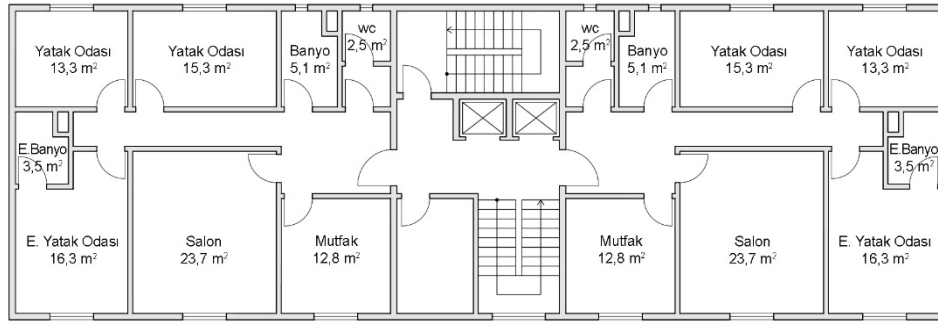 Yatak Odası
13,3 m²
Yatak Odası
15,3 m²
Banyo
5,1 m²
wc
2,5 m²
wc
2,5 m²
Banyo
5,1 m²
Yatak Odası
15,3 m²
Yatak Odası
13,3 m²
E.Banyo
3,5 m²
E.Banyo
3,5 m²
E. Yatak Odası
16,3 m²
Salon
23,7 m²
Mutfak
12,8 m²
Mutfak
12,8 m²
Salon
23,7 m²
E. Yatak Odası
16,3 m²